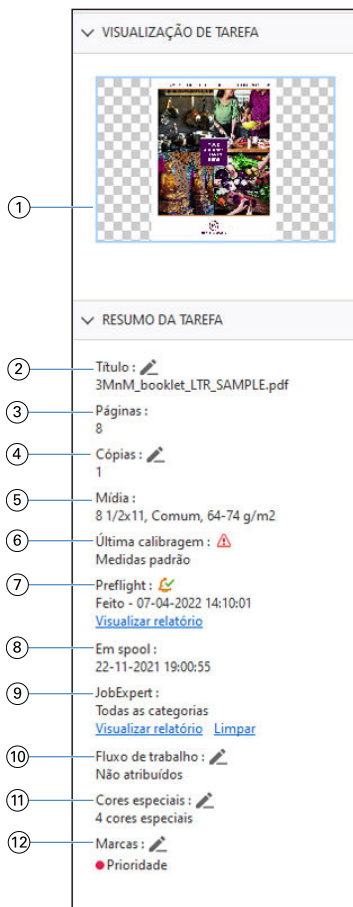 VISUALIZAÇÃO DE TAREFA
1
RESUMO DA TAREFA
2 Título :
3MnM_booklet_LTR_SAMPLE.pdf
3 Páginas :
8
4 Cópias :
1
5 Mídia :
8 1/2x11, Comum, 64-74 g/m2
6 Última calibragem :
Medidas padrão
7 Preflight :
Feito - 07-04-2022 14:10:01
Visualizar relatório
8 Em spool :
22-11-2021 19:00:55
9 JobExpert :
Todas as categorias
Visualizar relatório Limpar
10 Fluxo de trabalho :
Não atribuídos
11 Cores especiais :
4 cores especiais
12 Marcas :
Prioridade